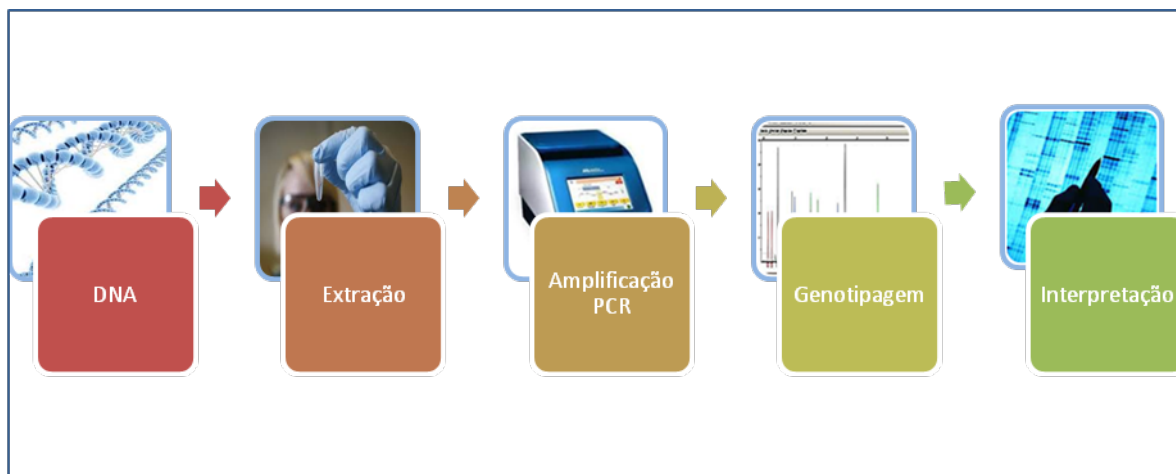 DNA
Extração
Amplificação
PCR
Genotipagem
Interpretação